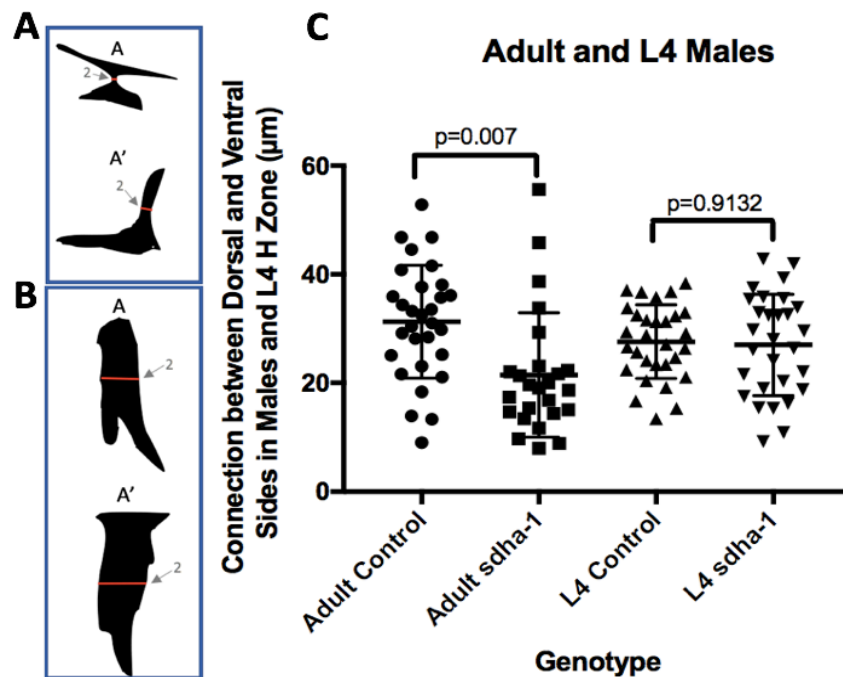 A
A
2
A'
2
B
A
2
A'
2
C
Adult and L4 Males
Connection between Dorsal and Ventral
Sides in Males and L4 H Zone (µm)
p=0.007
p=0.9132
60
40
20
0
Adult Control
Adult sdha-1
L4 Control
L4 sdha-1
Genotype